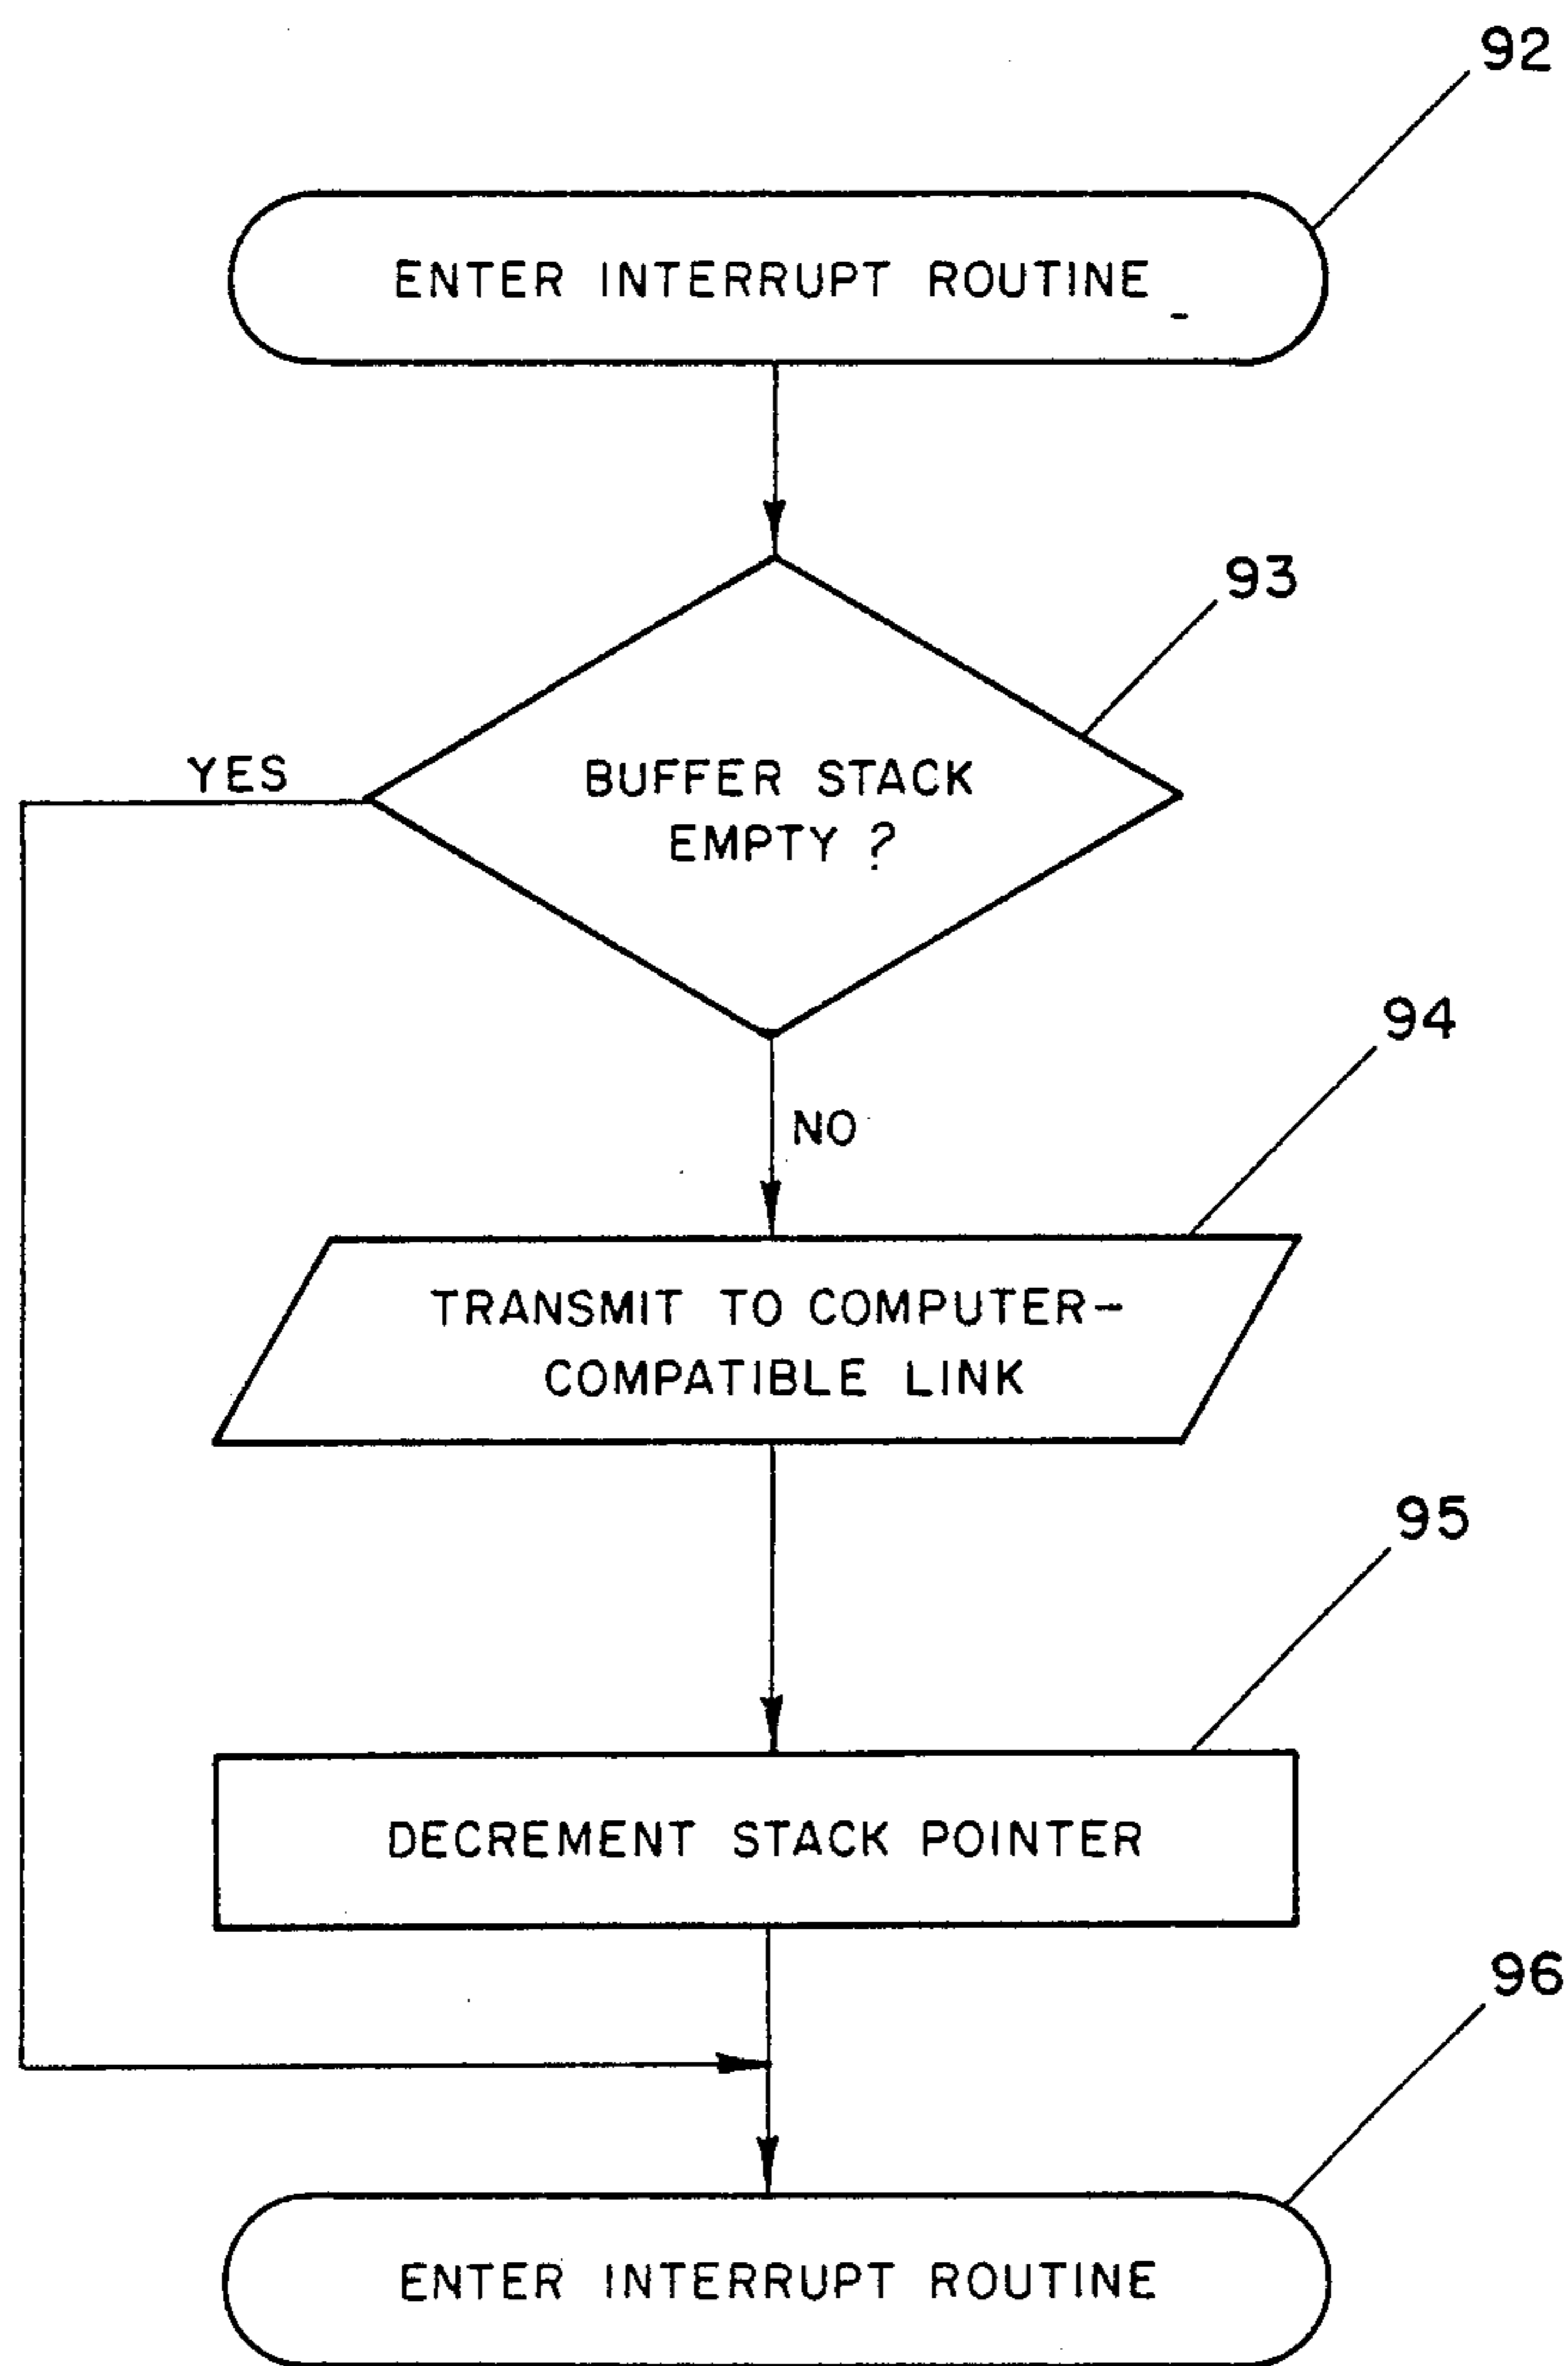 92
ENTER INTERRUPT ROUTINE
93
YES
BUFFER STACK
EMPTY ?
94
NO
TRANSMIT TO COMPUTER-
COMPATIBLE LINK
95
DECREMENT STACK POINTER
96
ENTER INTERRUPT ROUTINE